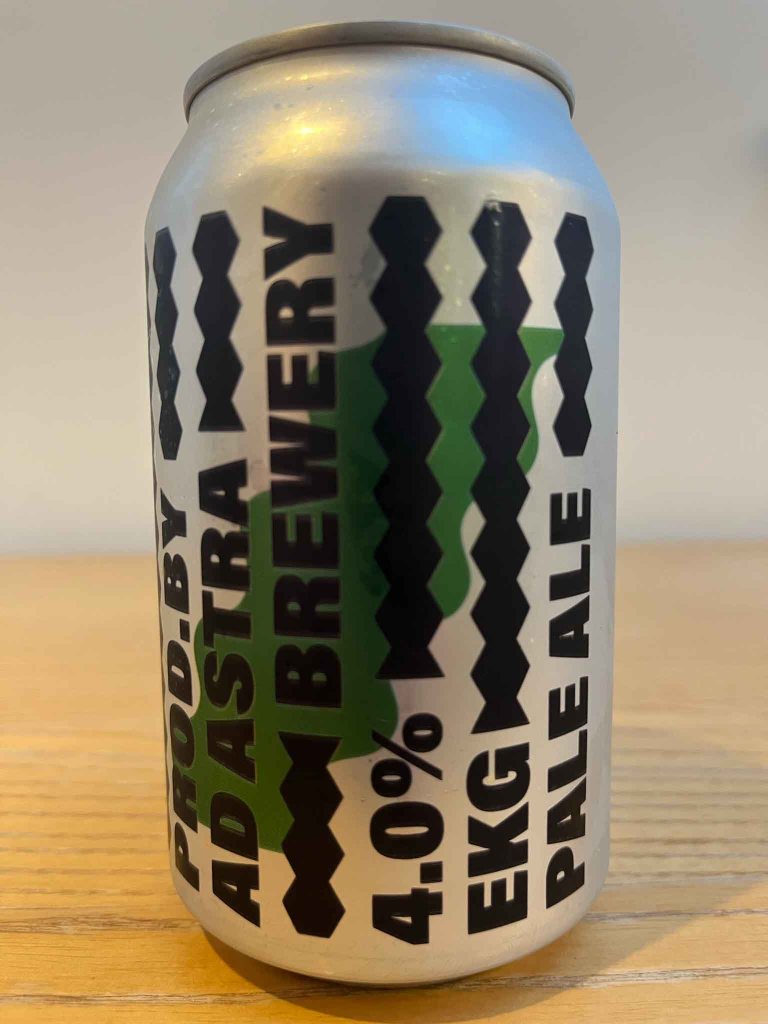 PROD.BY
AD ASTRA
BREWERY
4.0%
EKG
PALE ALE